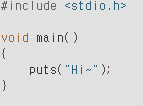 #include <stdio.h>
void main()
{
    puts("Hi~");
}